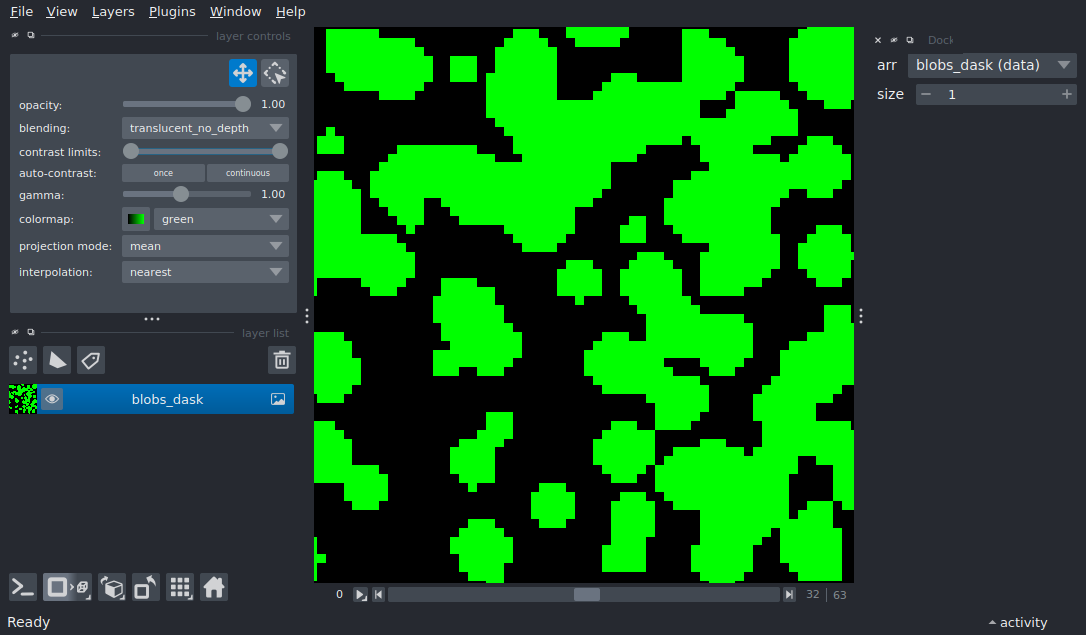 File View Layers Plugins Window Help
layer controls
opacity: 1.00
blending: translucent_no_depth
contrast limits:
auto-contrast: once continuous
gamma: 1.00
colormap: green
projection mode: mean
interpolation: nearest
layer list
blobs_dask
Dock
arr blobs_dask (data)
size 1
0 32 63
Ready
activity